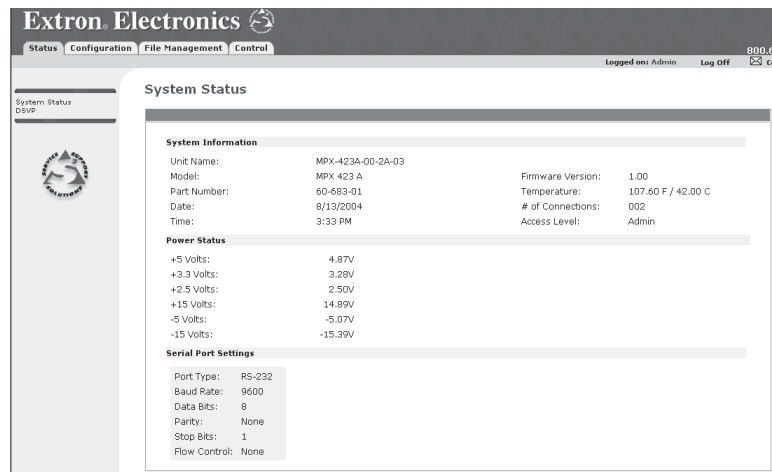 Extron. Electronics
Status Configuration File Management Control
800.6
Logged on: Admin Log Off
System Status
DSVP
SERVICE SUPPORT SOLUTIONS
System Status
System Information
Unit Name: MPX-423A-00-2A-03
Model: MPX 423 A Firmware Version: 1.00
Part Number: 60-683-01 Temperature: 107.60 F / 42.00 C
Date: 8/13/2004 # of Connections: 002
Time: 3:33 PM Access Level: Admin
Power Status
+5 Volts: 4.87V
+3.3 Volts: 3.28V
+2.5 Volts: 2.50V
+15 Volts: 14.89V
-5 Volts: -5.07V
-15 Volts: -15.39V
Serial Port Settings
Port Type: RS-232
Baud Rate: 9600
Data Bits: 8
Parity: None
Stop Bits: 1
Flow Control: None